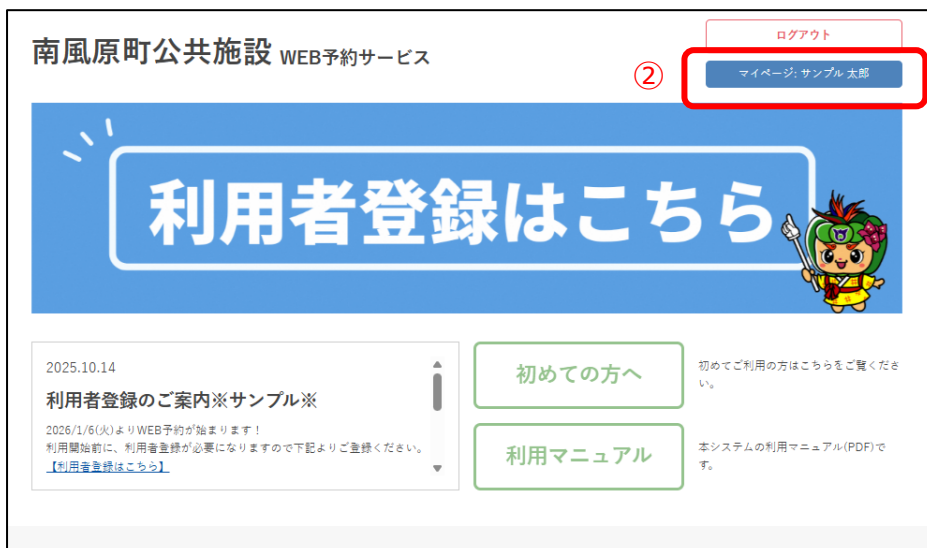 南風原町公共施設 WEB予約サービス
ログアウト
②
マイページ: サンプル 太郎
利用者登録はこちら
2025.10.14
利用者登録のご案内※サンプル※
2026/1/6(火)よりWEB予約が始まります！
利用開始前に、利用者登録が必要になりますので下記よりご登録ください。
【利用者登録はこちら】
初めての方へ
初めてご利用の方はこちらをご覧くださ
い。
利用マニュアル
本システムの利用マニュアル(PDF)で
す。